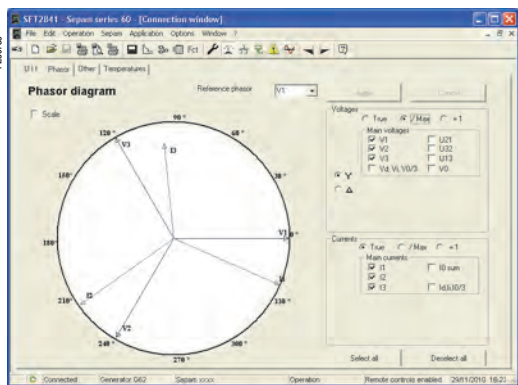 SFT2841 - Sepam series 60 - [Connection window]
File Edit Operation Sepam Application Options Window ?
Fct
U I f Phasor Other Temperatures
Phasor diagram
Reference phasor V1
Scale
90 °
120 °
60 °
V3
I3
150°
30 °
180°
V1 0 °
I1
210°
I2
330 °
V2
240 °
300 °
270 °
Voltages
True / Max ÷ 1
Main voltages
V1 U21
V2 U32
V3 U13
Vd, Vi, V0/3 V0
Y
Δ
Currents
True / Max ÷ 1
Main currents
I1 I0 sum
I2
I3 Id,Ii,I0/3
Select all Deselect all
Connected Generator G62 Sepam xxxx Operation Remote controls enabled 29/11/2010